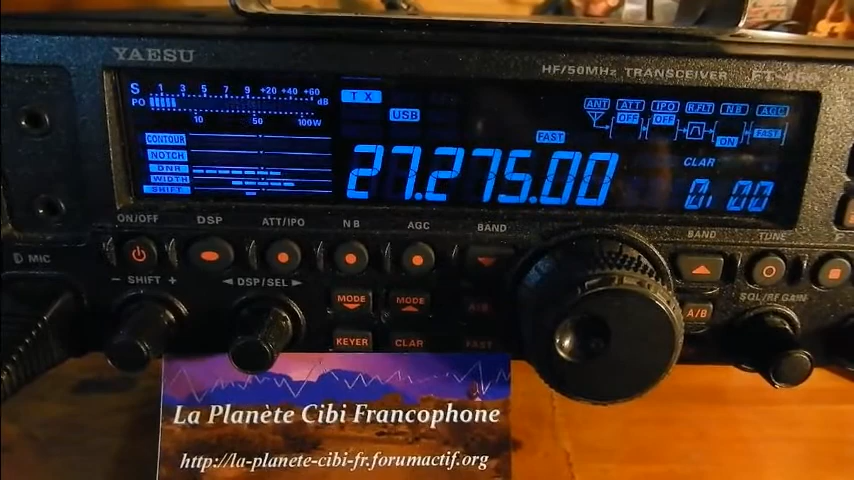 YAESU
HF/50MHz TRANSCEIVER FT-450
S 1 3 5 7 9 +20 +40 +60 dB
PO 10 50 100W
TX
USB
FAST
ANT ATT IPO R.FLT NB AGC
OFF OFF ON FAST
CONTOUR
NOTCH
DNR
WIDTH
SHIFT
27.275.00
CLAR
00
ON/OFF DSP ATT/IPO NB AGC BAND BAND TUNE
MIC
- SHIFT +
◄DSP/SEL►
MODE MODE A/B
KEYER CLAR FAST
A/B
SQL/RF GAIN
La Planète Cibi Francophone
http://la-planete-cibi-fr.forumactif.org